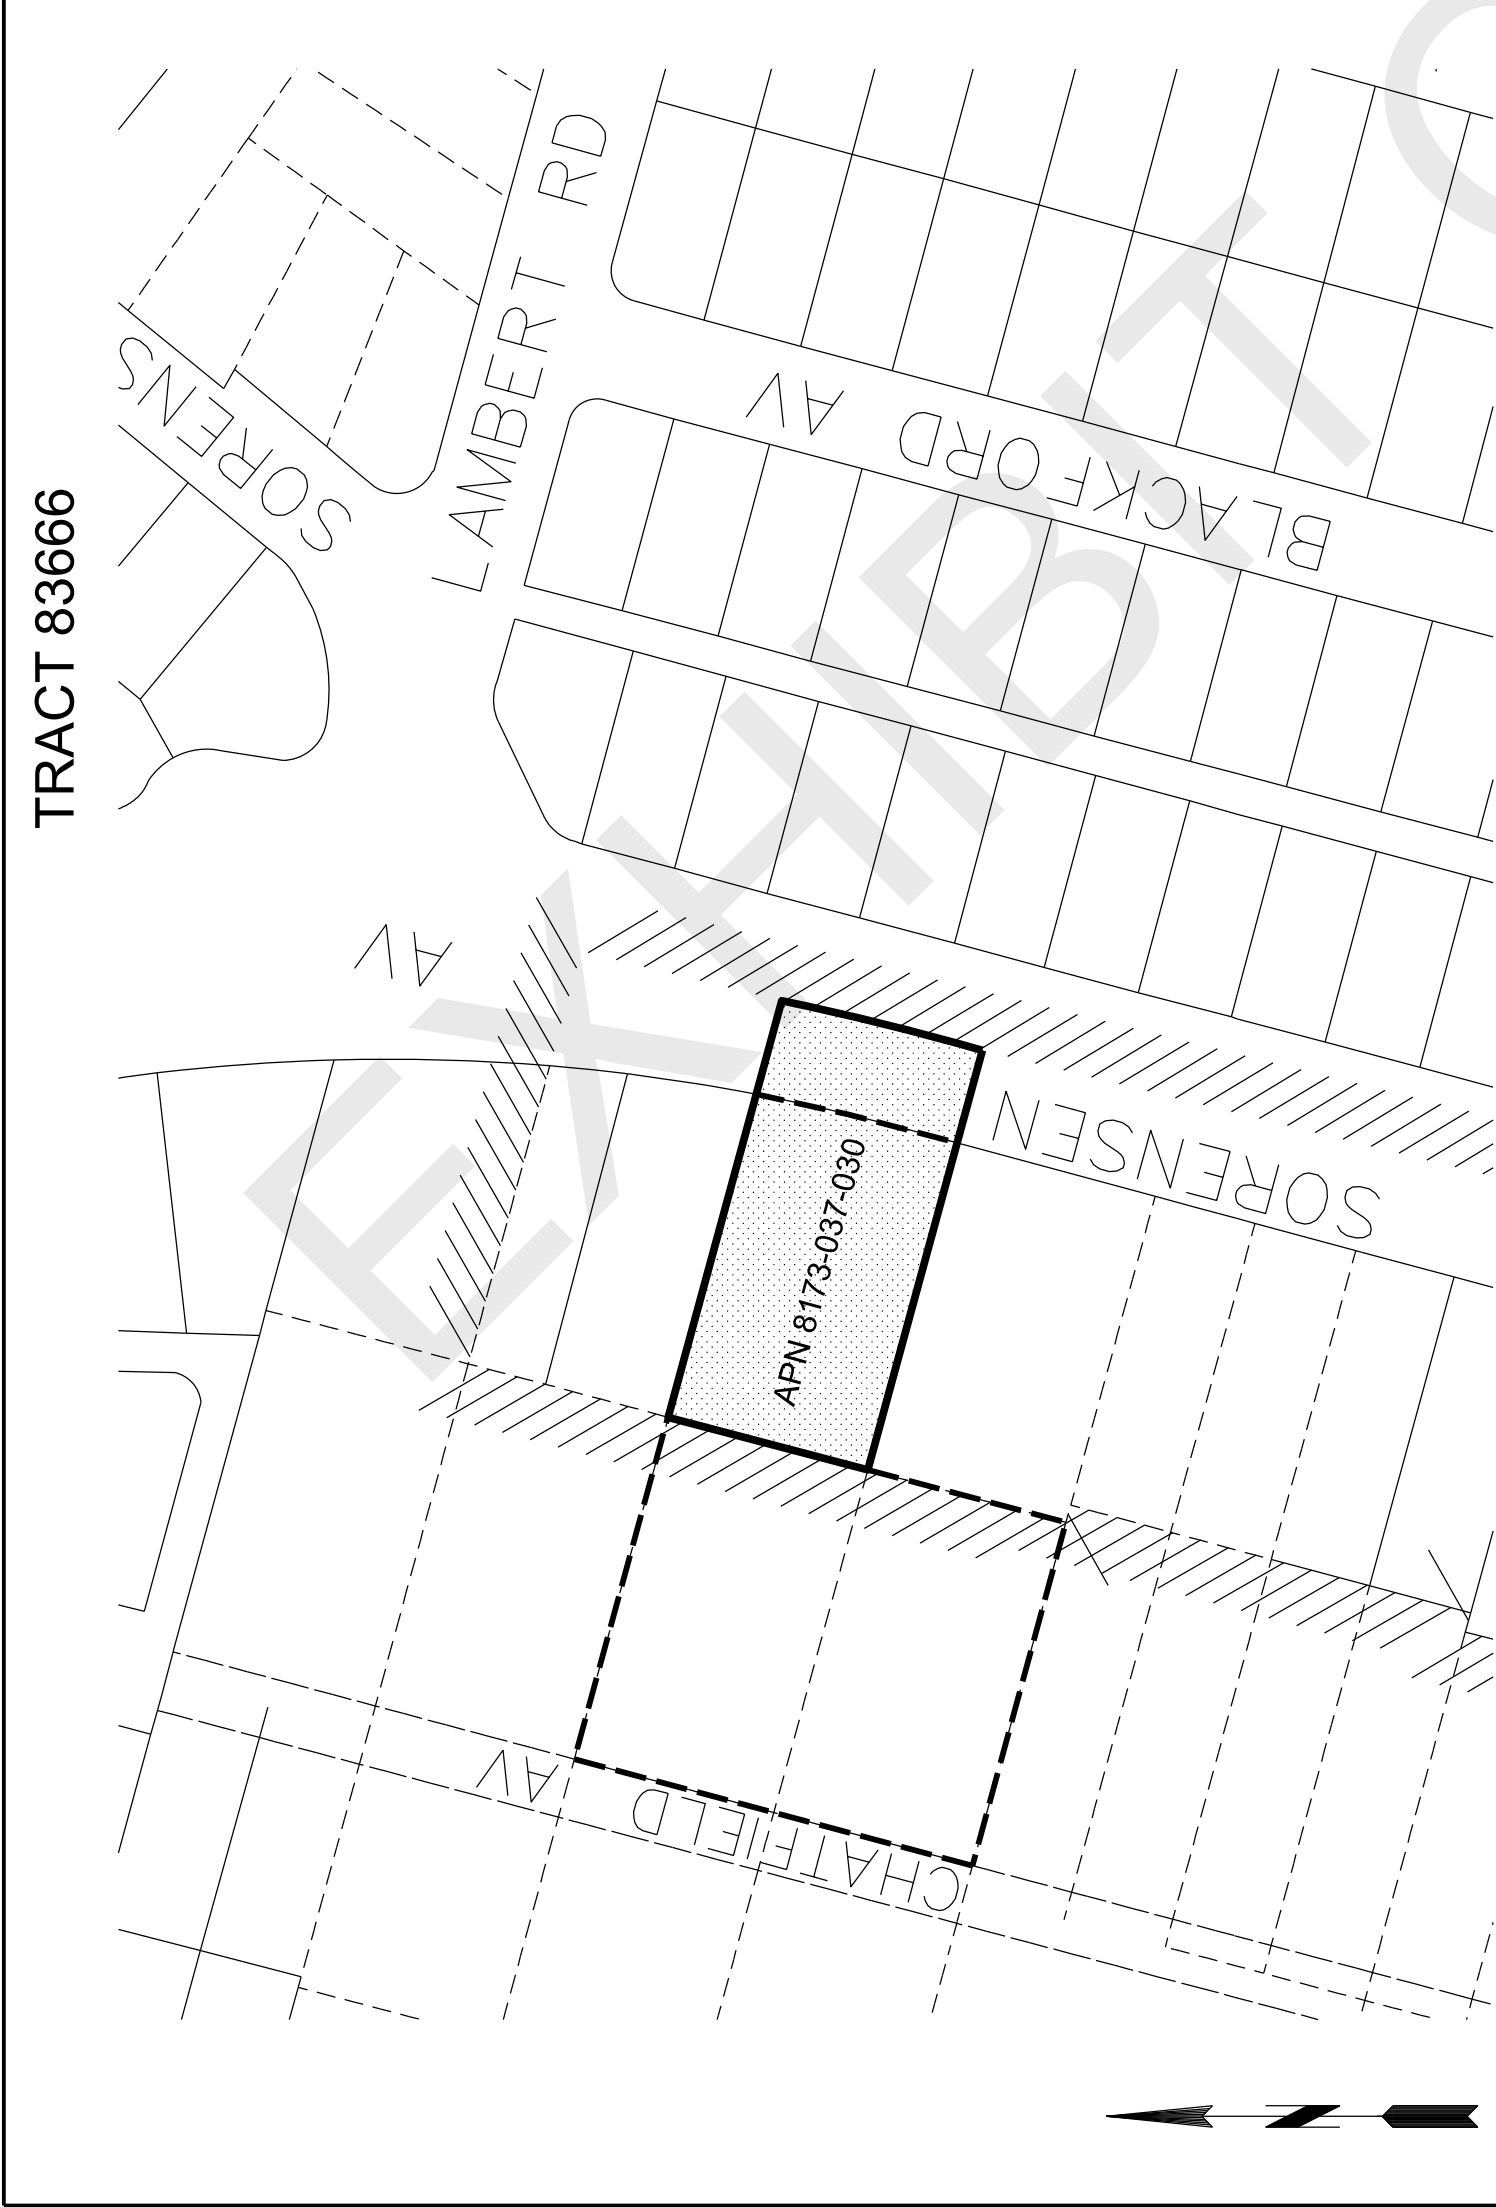 TRACT 83666
LAMBERT RD
SORENS
BLACKFORD AV
SORENSEN AV
APN 8173-037-030
CHATFIELD AV
EXHIBIT
N